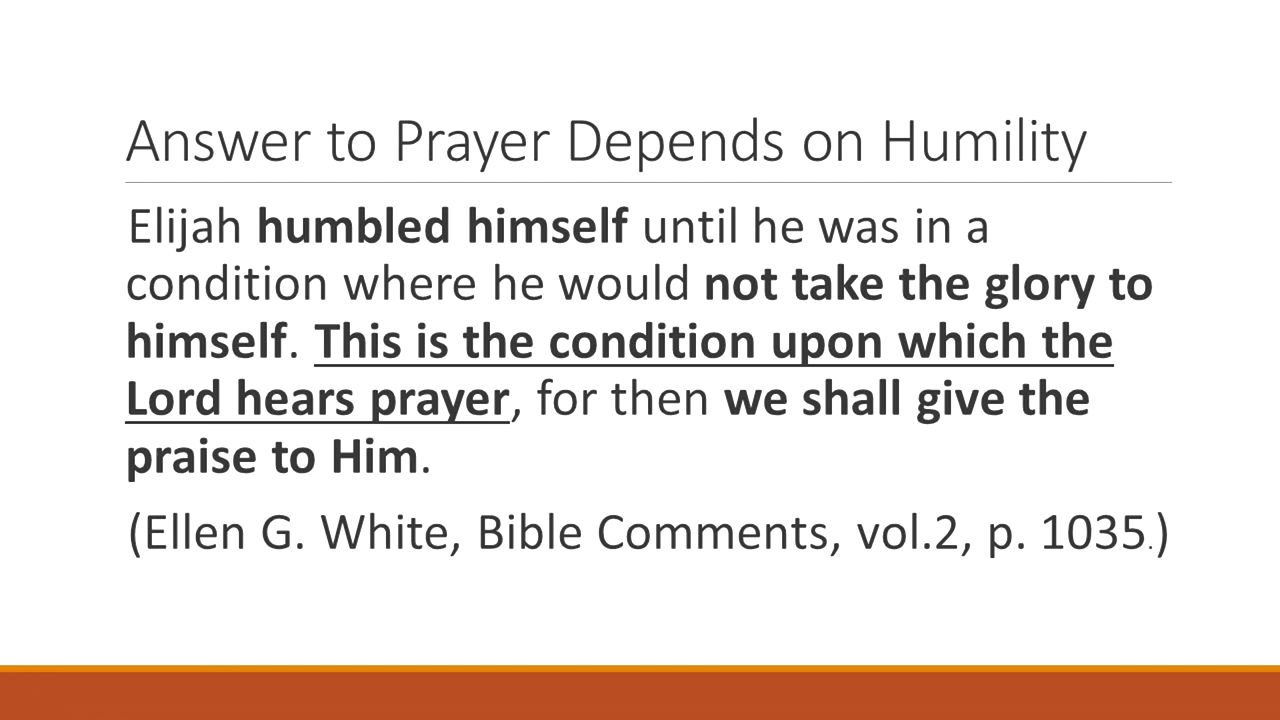 Answer to Prayer Depends on Humility
Elijah humbled himself until he was in a
condition where he would not take the glory to
himself. This is the condition upon which the
Lord hears prayer, for then we shall give the
praise to Him.
(Ellen G. White, Bible Comments, vol.2, p. 1035.)